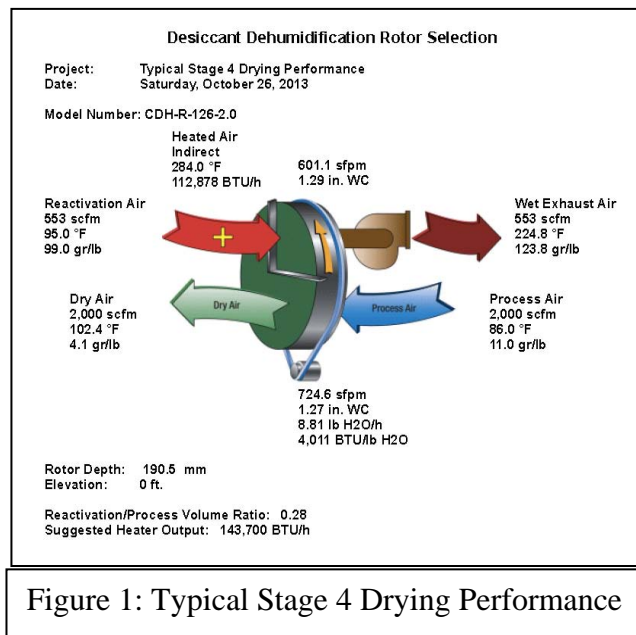 Desiccant Dehumidification Rotor Selection
Project: Typical Stage 4 Drying Performance
Date: Saturday, October 26, 2013
Model Number: CDH-R-126-2.0
Heated Air
Indirect
284.0 °F
112,878 BTU/h
601.1 sfpm
1.29 in. WC
Reactivation Air
553 scfm
95.0 °F
99.0 gr/lb
Wet Exhaust Air
553 scfm
224.8 °F
123.8 gr/lb
Dry Air
2,000 scfm
102.4 °F
4.1 gr/lb
Dry Air
Process Air
Process Air
2,000 scfm
86.0 °F
11.0 gr/lb
724.6 sfpm
1.27 in. WC
8.81 lb H2O/h
4,011 BTU/lb H2O
Rotor Depth: 190.5 mm
Elevation: 0 ft.
Reactivation/Process Volume Ratio: 0.28
Suggested Heater Output: 143,700 BTU/h
Figure 1: Typical Stage 4 Drying Performance